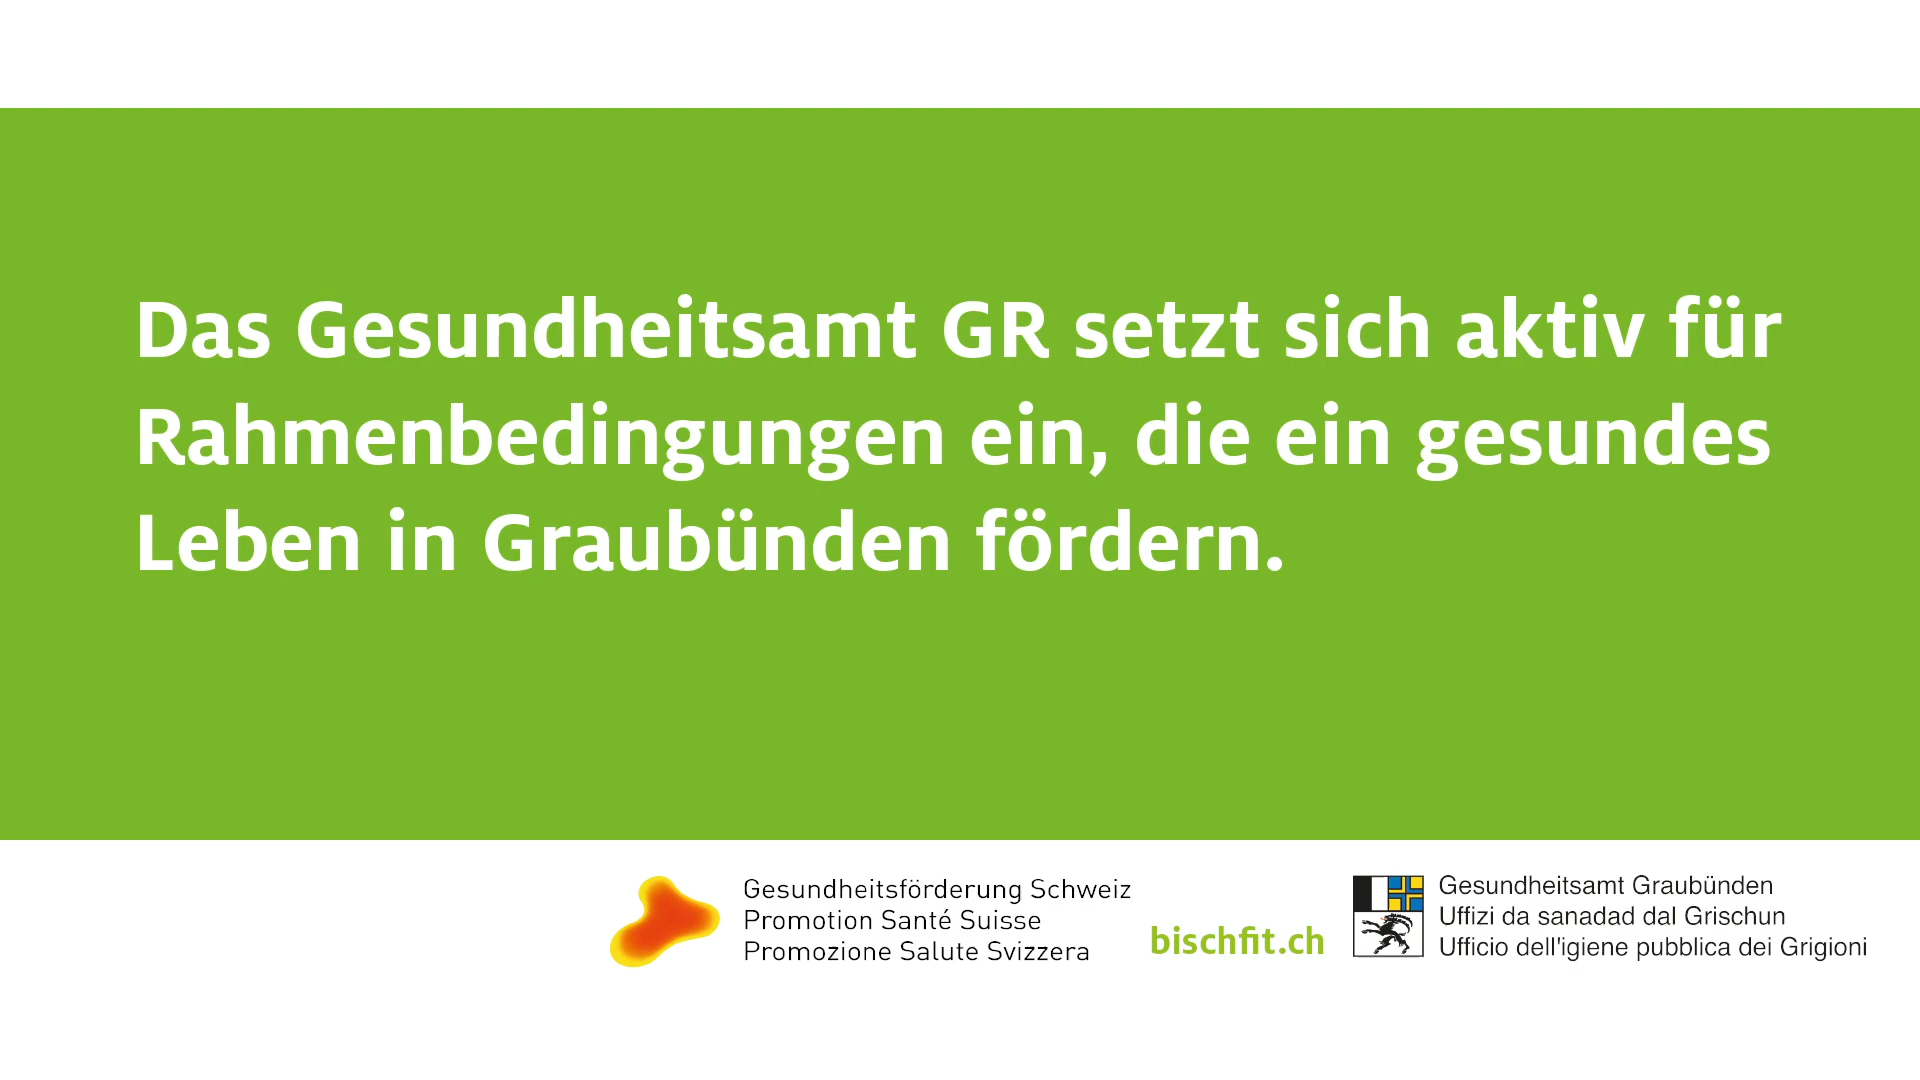 Das Gesundheitsamt GR setzt sich aktiv für
Rahmenbedingungen ein, die ein gesundes
Leben in Graubünden fördern.
Gesundheitsförderung Schweiz
Promotion Santé Suisse
Promozione Salute Svizzera
bischfit.ch
Gesundheitsamt Graubünden
Uffizi da sanadad dal Grischun
Ufficio dell'igiene pubblica dei Grigioni